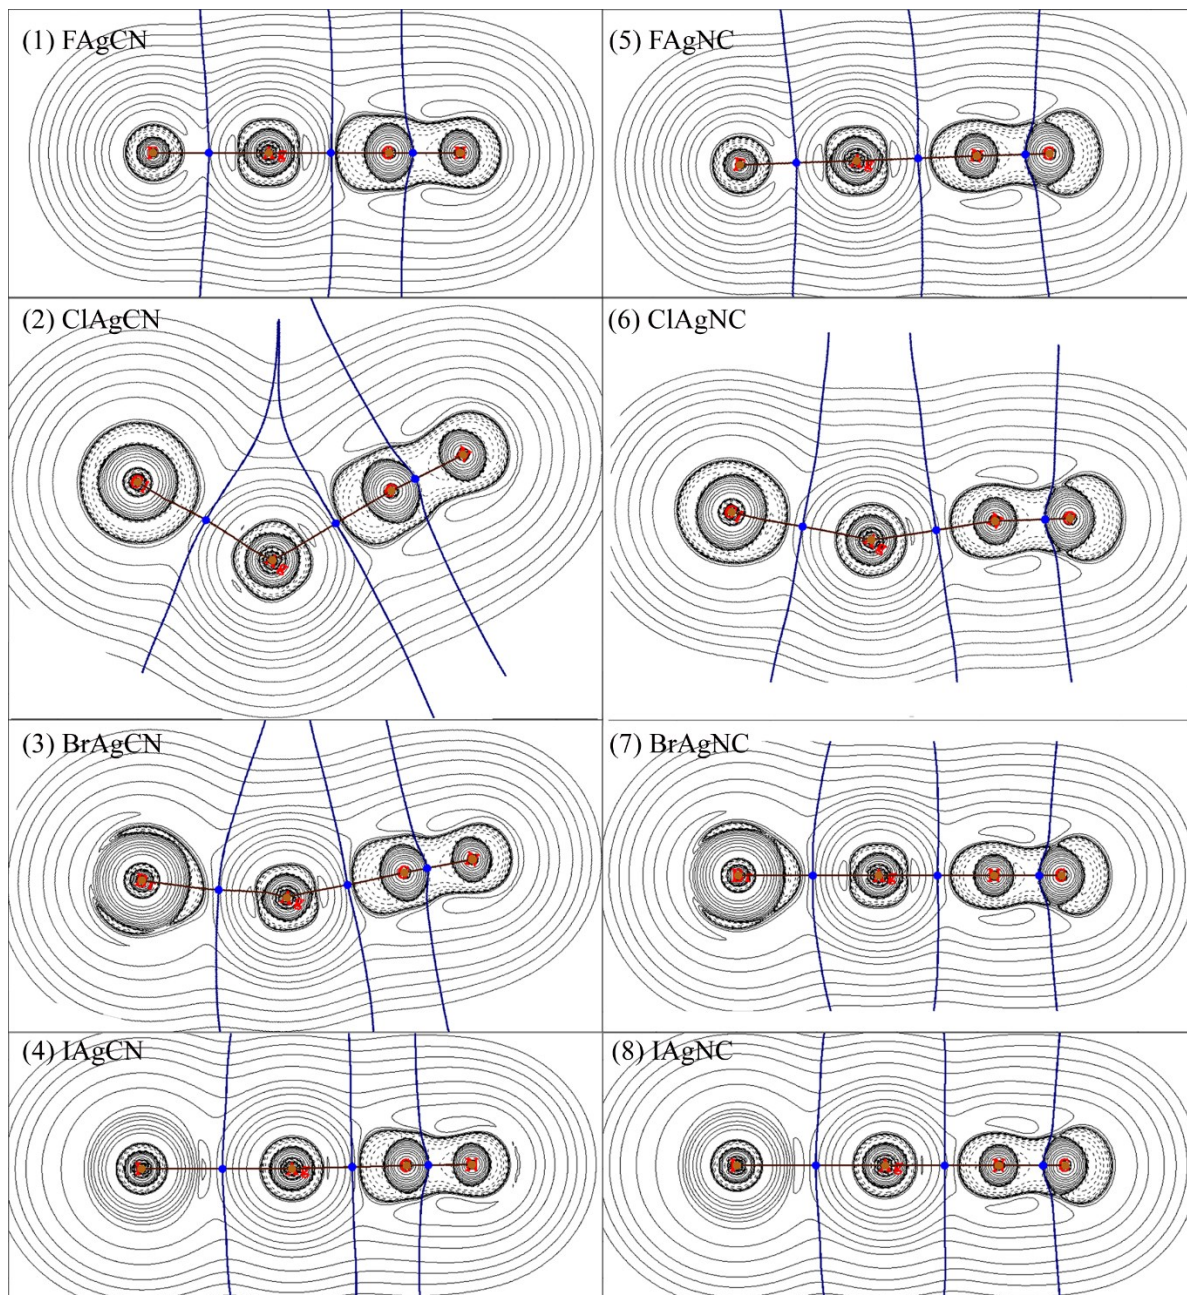 (1) FAgCN
(5) FAgNC
(2) ClAgCN
(6) ClAgNC
(3) BrAgCN
(7) BrAgNC
(4) IAgCN
(8) IAgNC